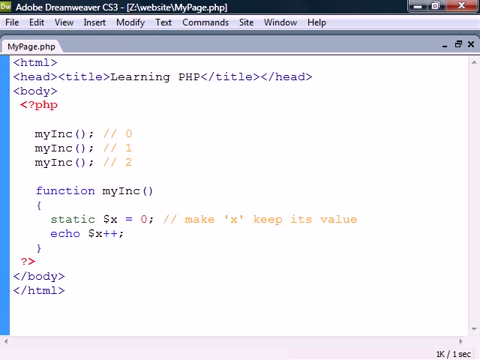 Dw Adobe Dreamweaver CS3 - [Z:\website\MyPage.php]
File Edit View Insert Modify Text Commands Site Window Help
MyPage.php
<html>
<head><title>Learning PHP</title></head>
<body>
<?php
myInc(); // 0
myInc(); // 1
myInc(); // 2
function myInc()
{
static $x = 0; // make 'x' keep its value
echo $x++;
}
?>
</body>
</html>
1K / 1 sec